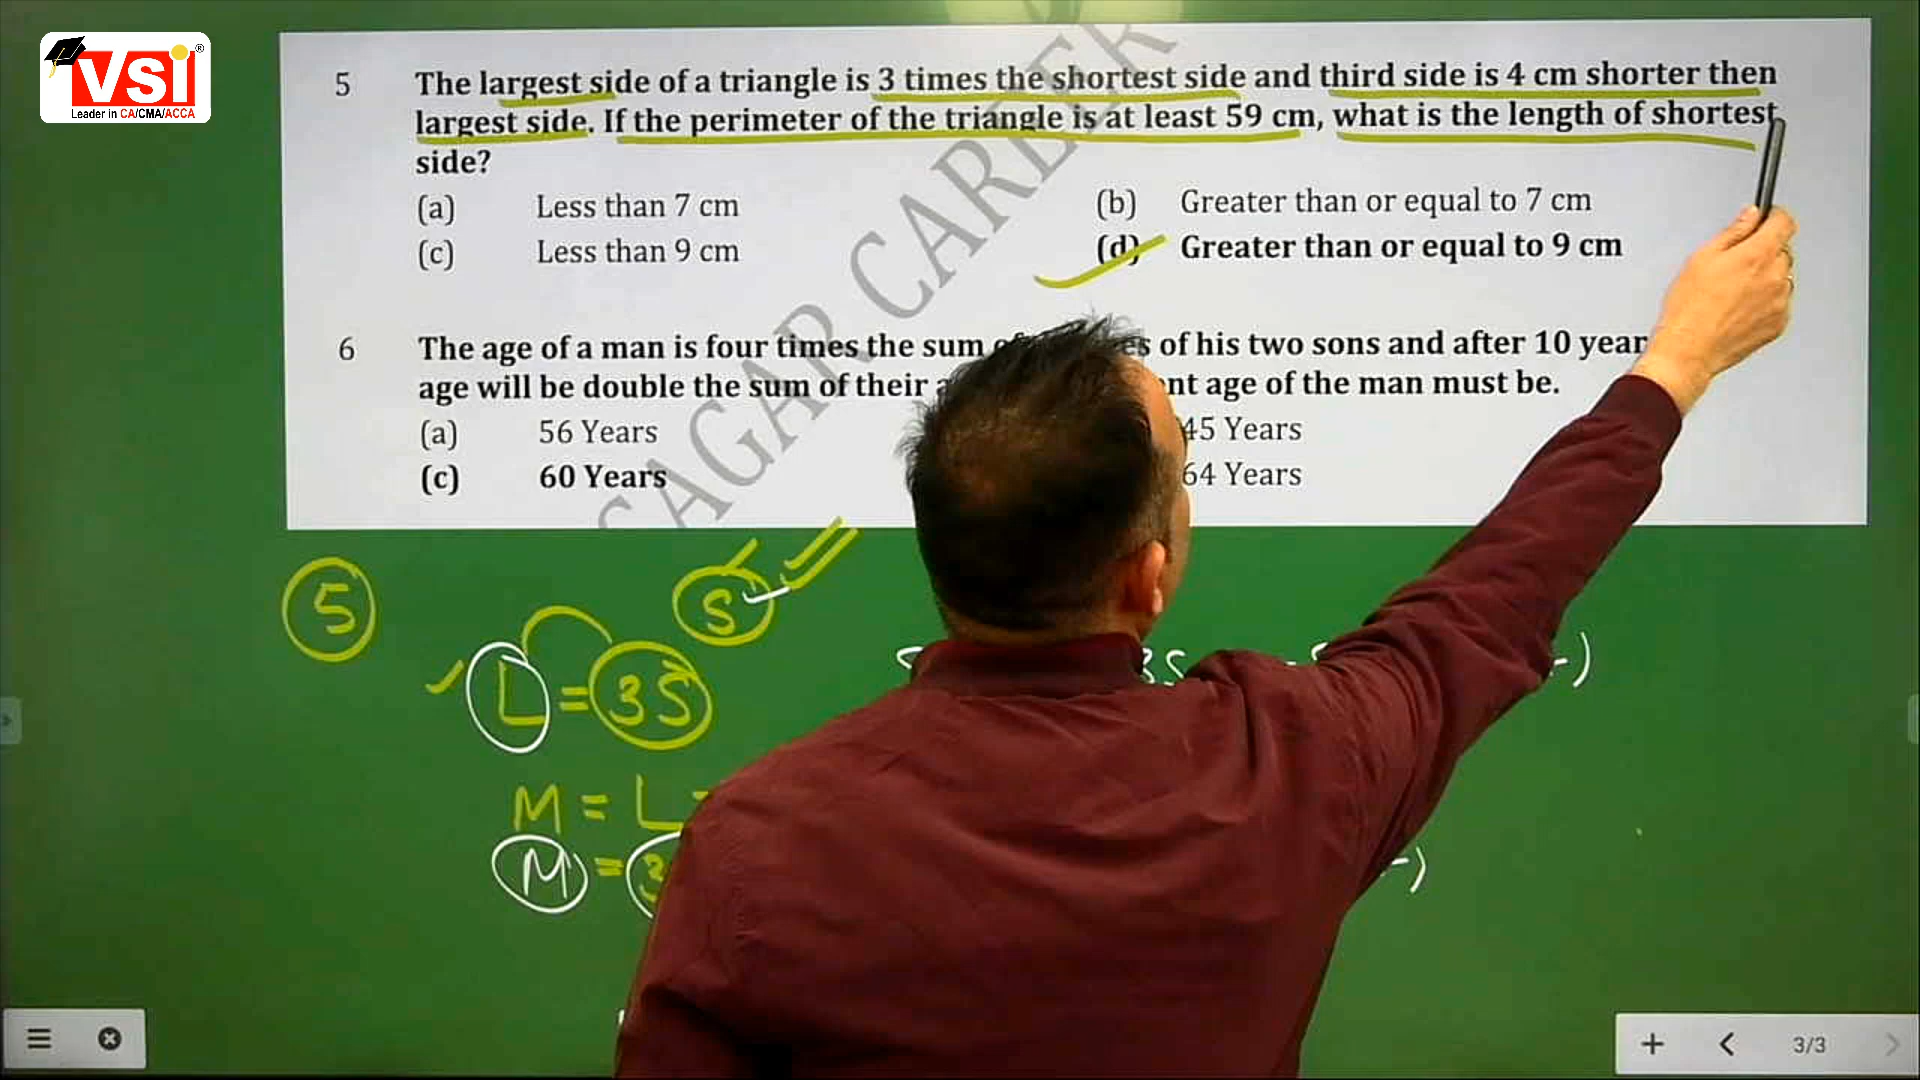 VSI®
Leader in CA/CMA/ACCA
5 The largest side of a triangle is 3 times the shortest side and third side is 4 cm shorter then
largest side. If the perimeter of the triangle is at least 59 cm, what is the length of shortest
side?
(a) Less than 7 cm (b) Greater than or equal to 7 cm
(c) Less than 9 cm (d) Greater than or equal to 9 cm
6 The age of a man is four times the sum of his two sons and after 10 year
age will be double the sum of their age of the man must be.
(a) 56 Years 45 Years
(c) 60 Years 64 Years
SAGAR CAREER
5 S
L = 3S 3S
M = L
M = 3
3/3